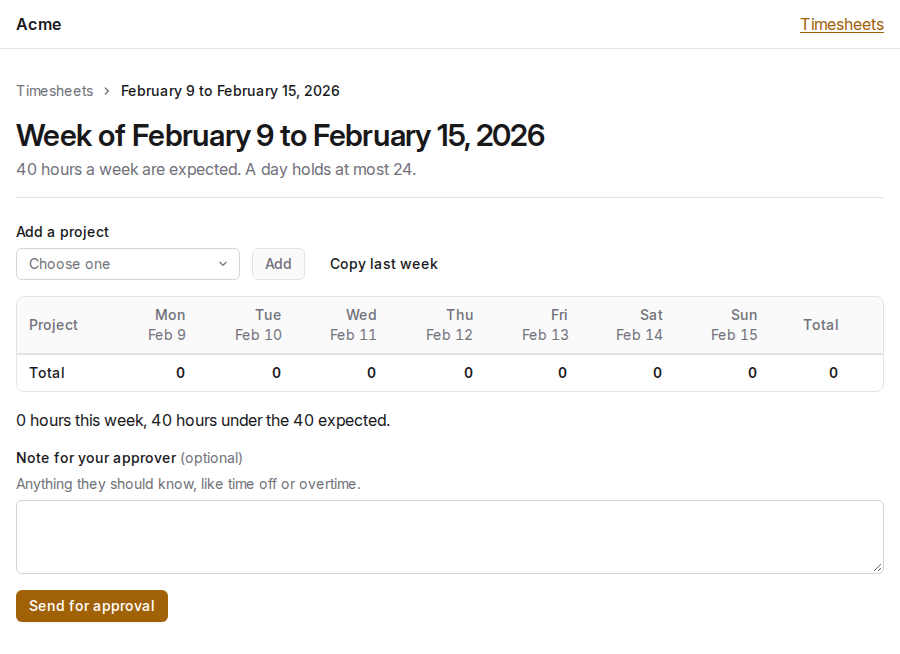 Acme
Timesheets
Timesheets > February 9 to February 15, 2026
Week of February 9 to February 15, 2026
40 hours a week are expected. A day holds at most 24.
Add a project
Choose one
Add
Copy last week
Project Mon Feb 9 Tue Feb 10 Wed Feb 11 Thu Feb 12 Fri Feb 13 Sat Feb 14 Sun Feb 15 Total
Total 0 0 0 0 0 0 0 0
0 hours this week, 40 hours under the 40 expected.
Note for your approver (optional)
Anything they should know, like time off or overtime.
Send for approval